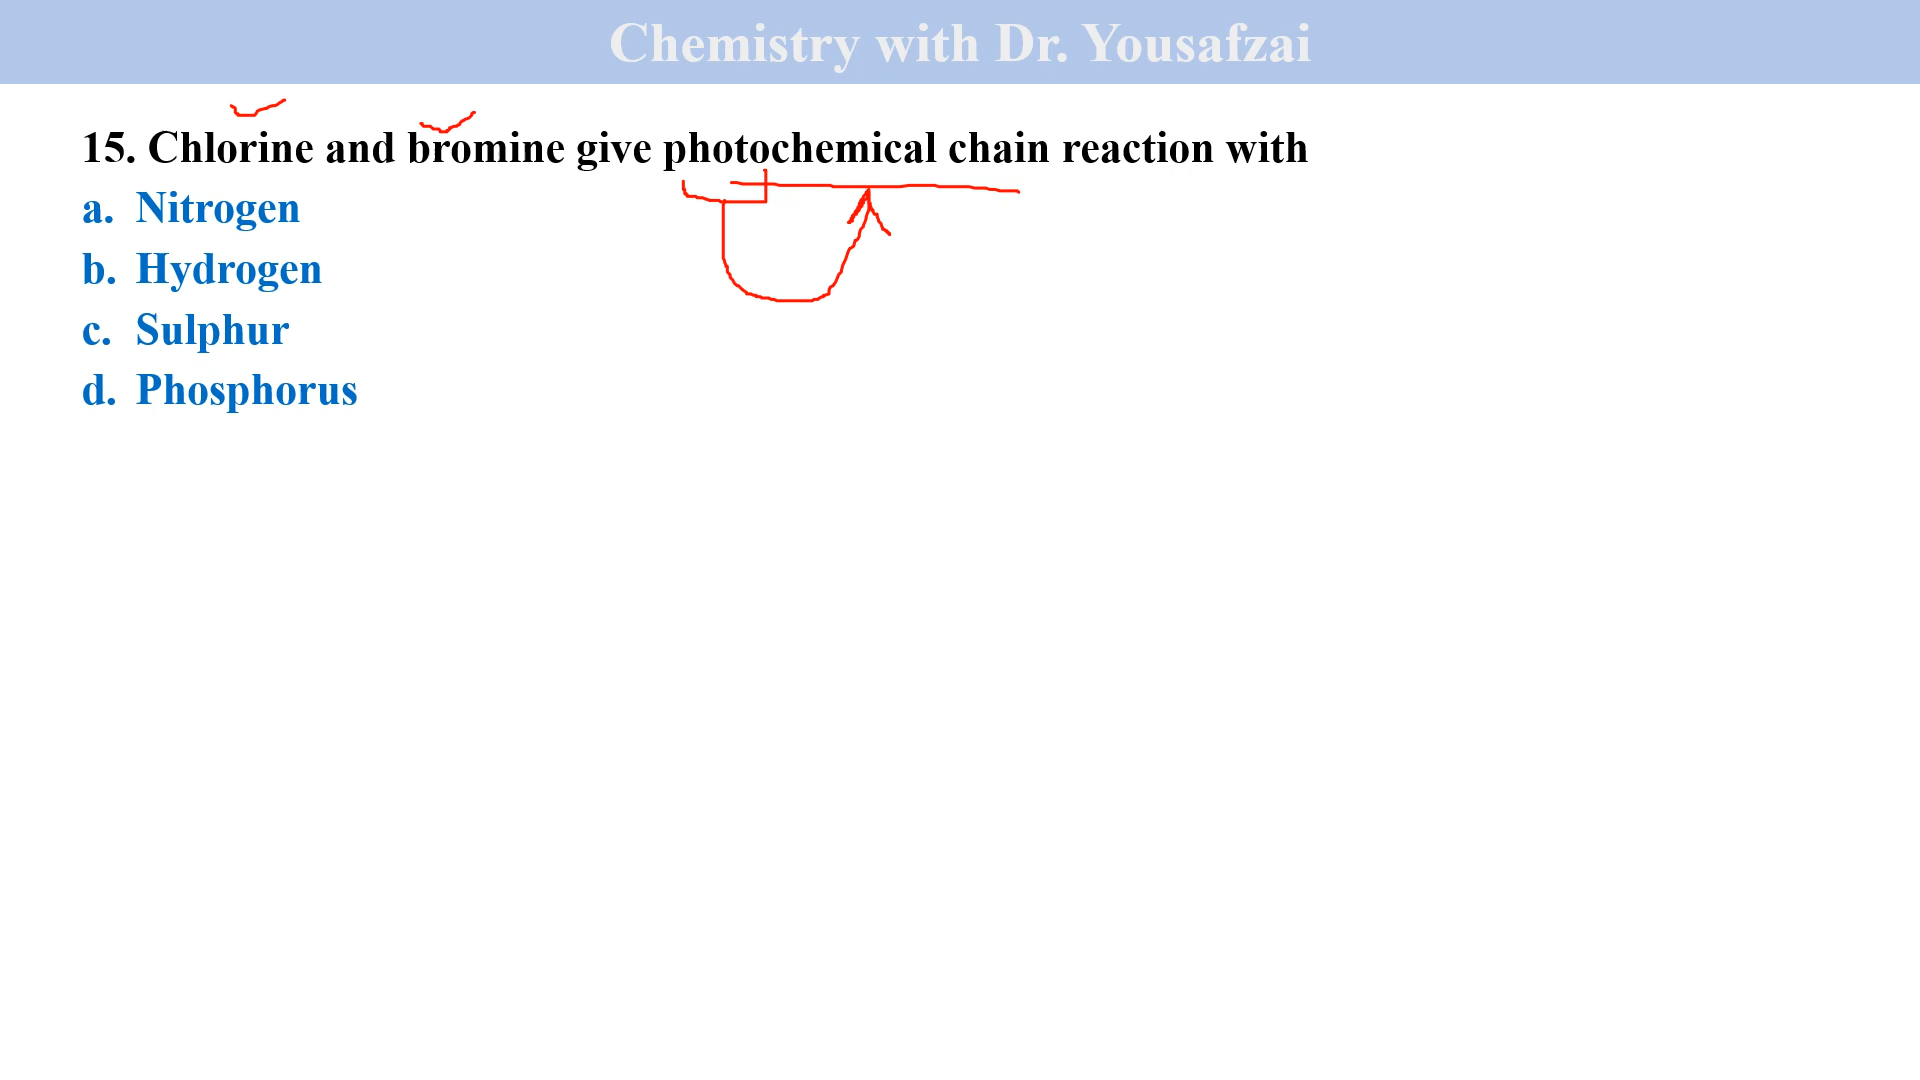 Chemistry with Dr. Yousafzai
15. Chlorine and bromine give photochemical chain reaction with
a. Nitrogen
b. Hydrogen
c. Sulphur
d. Phosphorus